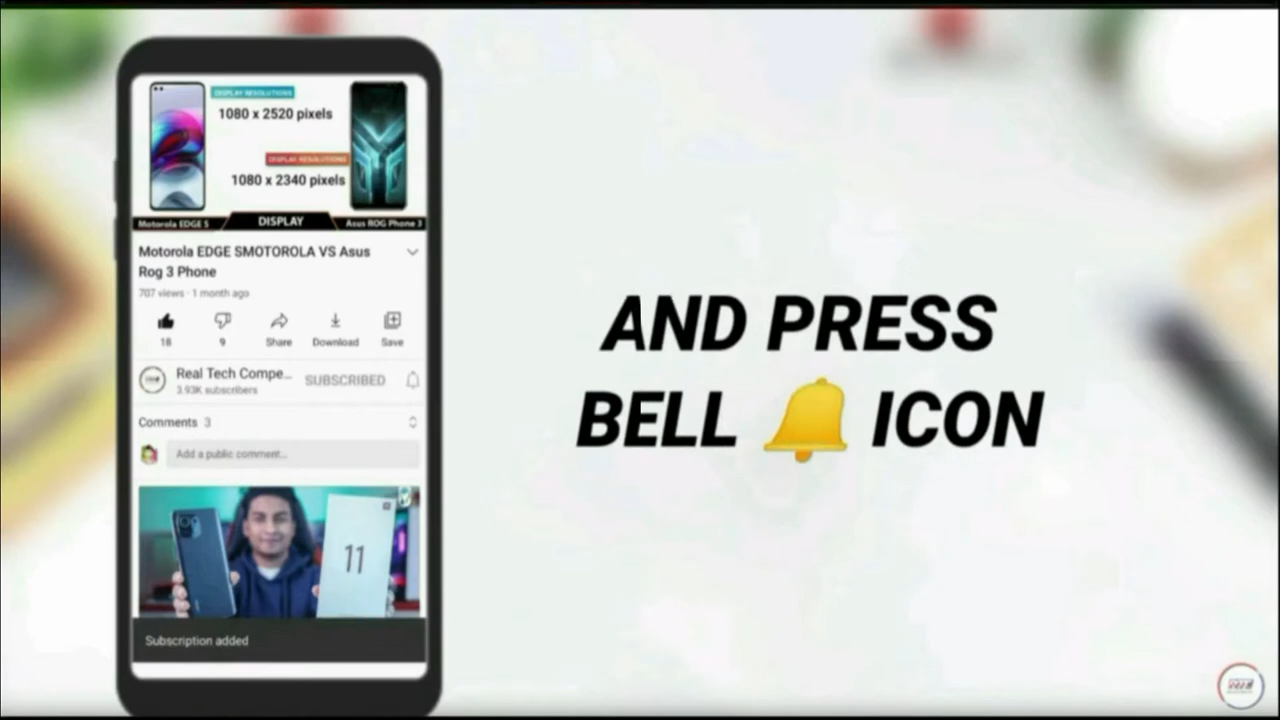 DISPLAY RESOLUTIONS
1080 x 2520 pixels
DISPLAY RESOLUTIONS
1080 x 2340 pixels
Motorola EDGE S
DISPLAY
Asus ROG Phone 3
Motorola EDGE SMOTOROLA VS Asus
Rog 3 Phone
707 views · 1 month ago
18
9
Share
Download
Save
Real Tech Compe...
SUBSCRIBED
3.93K subscribers
Comments 3
Add a public comment...
11
Subscription added
AND PRESS
BELL 🔔 ICON